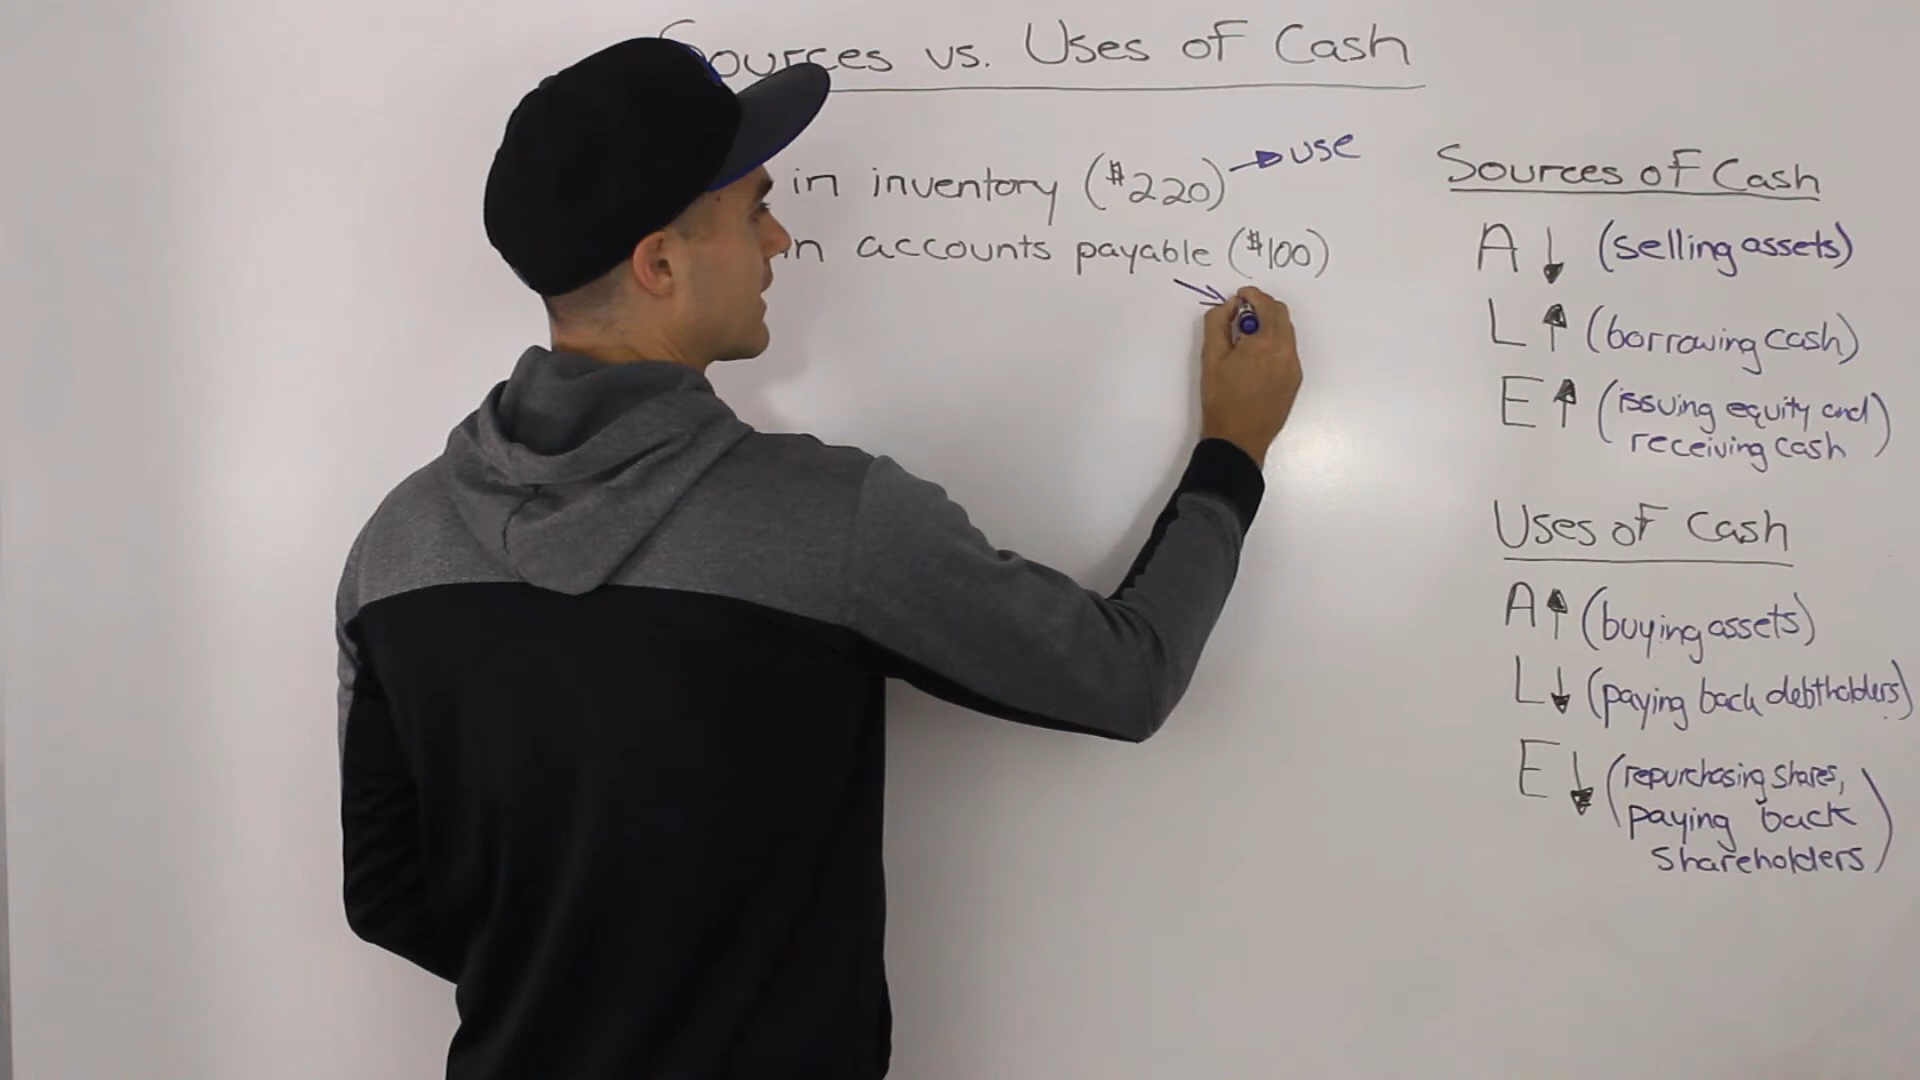 Sources vs. Uses of Cash
in inventory ($220) → use
in accounts payable ($100)
Sources of Cash
A ↓ (selling assets)
L ↑ (borrowing cash)
E ↑ (issuing equity and
receiving cash)
Uses of Cash
A ↑ (buying assets)
L ↓ (paying back debtholders)
E ↓ (repurchasing shares,
paying back
shareholders)